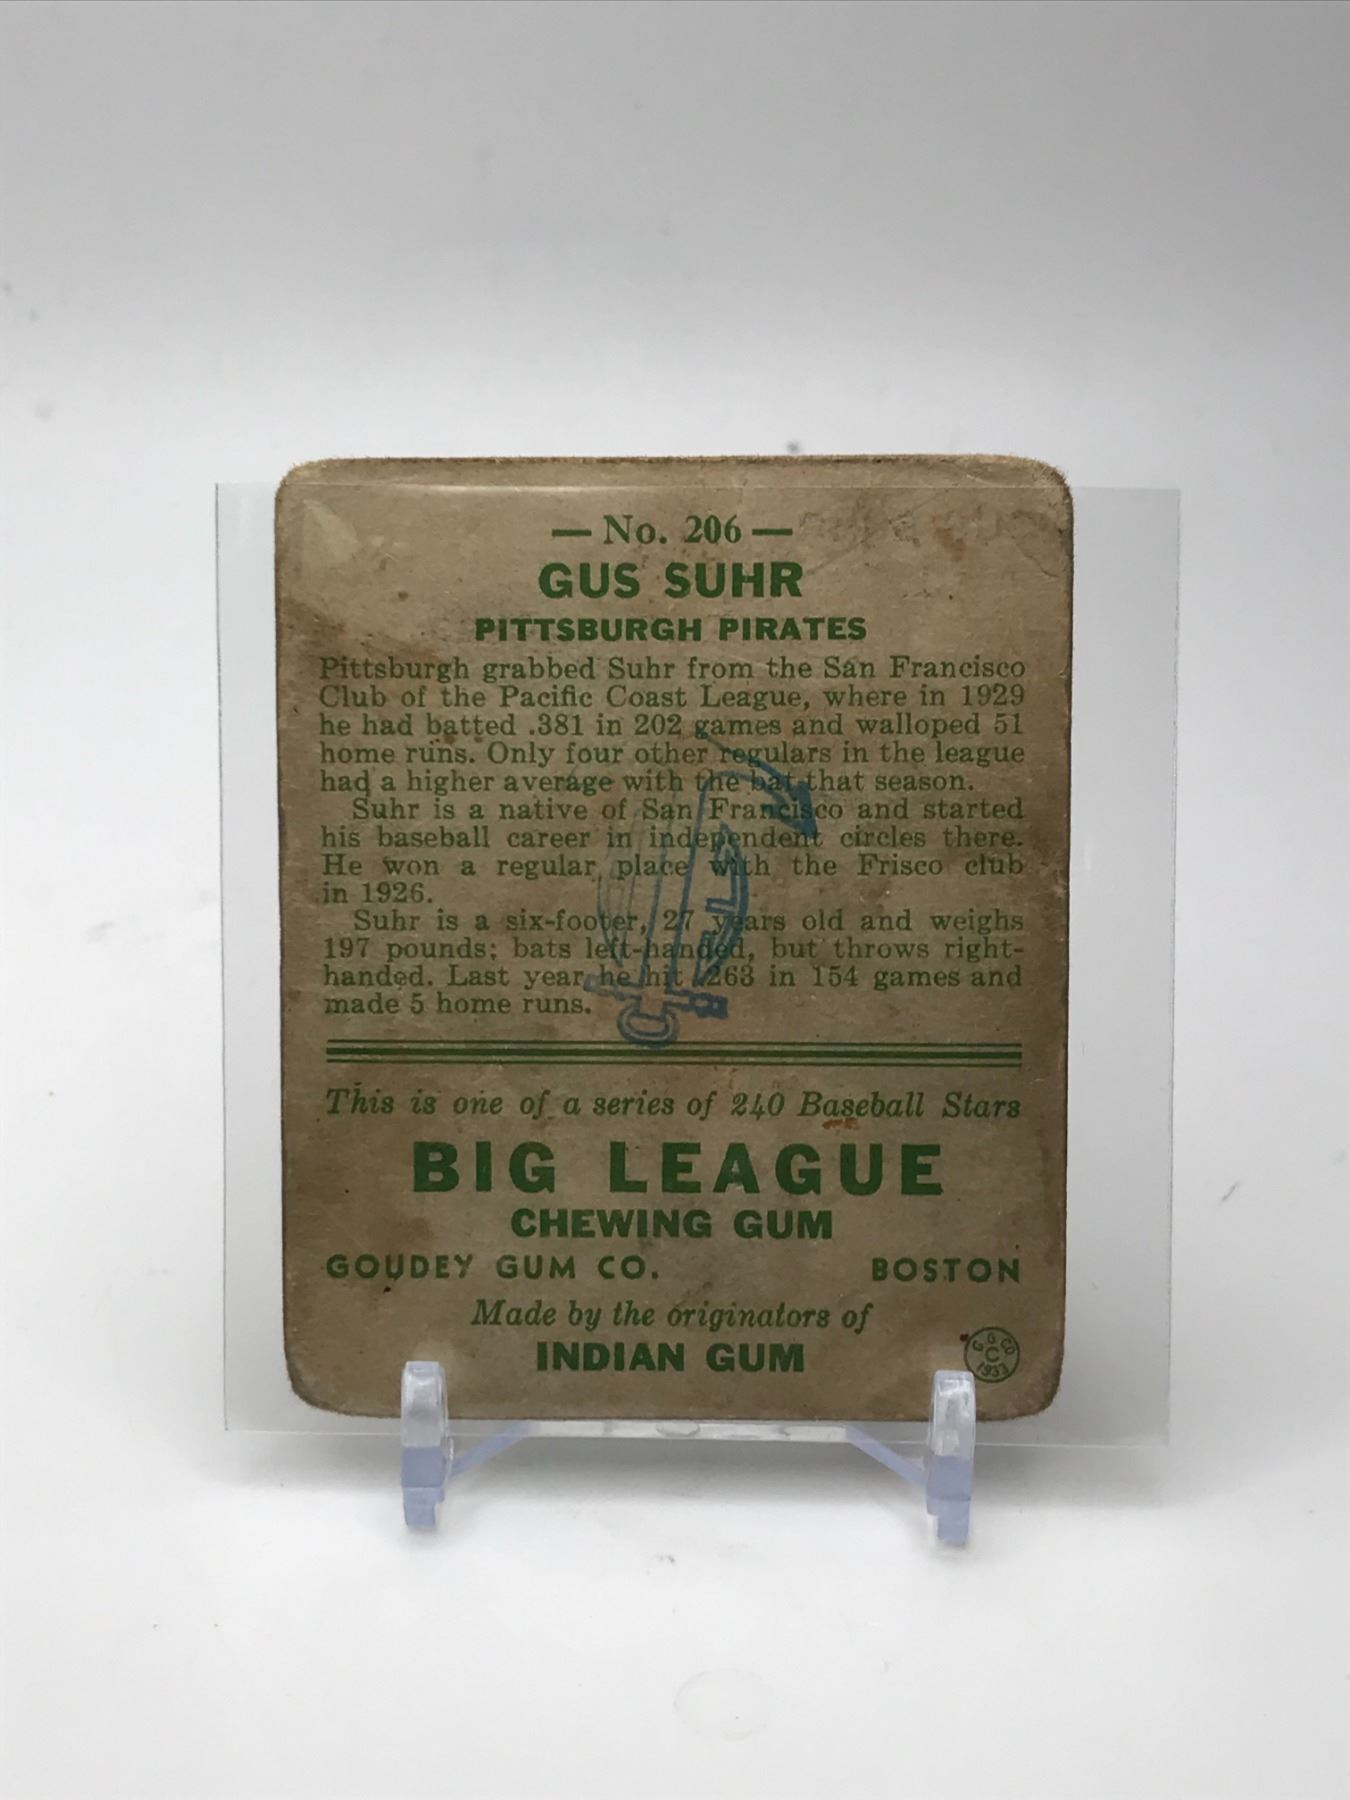 — No. 206 —
GUS SUHR
PITTSBURGH PIRATES
Pittsburgh grabbed Suhr from the San Francisco
Club of the Pacific Coast League, where in 1929
he had batted .381 in 202 games and walloped 51
home runs. Only four other regulars in the league
had a higher average with the bat that season.
Suhr is a native of San Francisco and started
his baseball career in independent circles there.
He won a regular place with the Frisco club
in 1926.
Suhr is a six-footer, 27 years old and weighs
197 pounds; bats left-handed, but throws right-
handed. Last year he hit .263 in 154 games and
made 5 home runs.
This is one of a series of 240 Baseball Stars
BIG LEAGUE
CHEWING GUM
GOUDEY GUM CO. BOSTON
Made by the originators of
INDIAN GUM
G. G. CO
C
1933